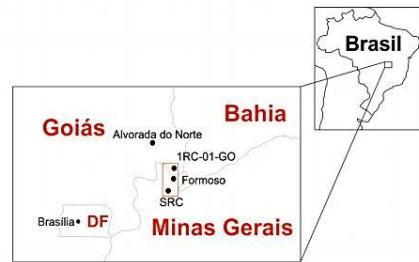 Brasil
Bahia
Goiás
Alvorada do Norte
1RC-01-GO
Formoso
SRC
Brasília
DF
Minas Gerais